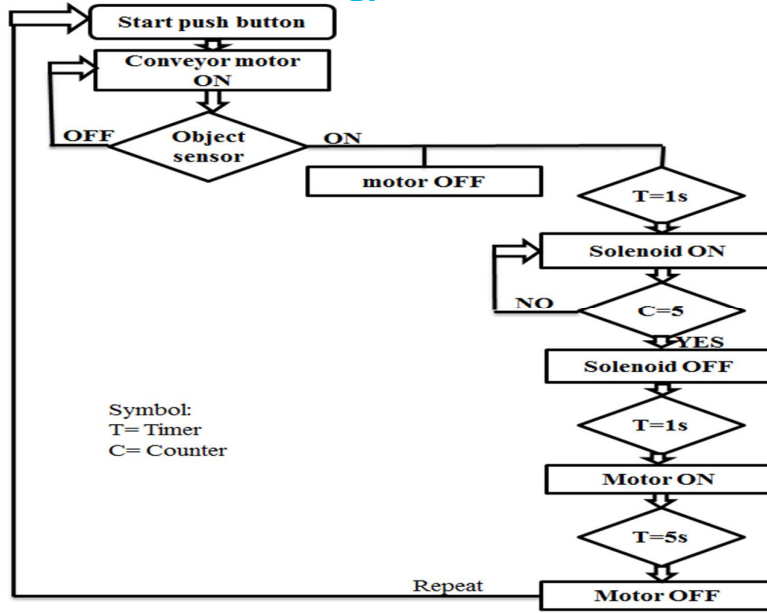 Start push button
Conveyor motor
ON
OFF
Object
sensor
ON
motor OFF
T=1s
Solenoid ON
NO
C=5
YES
Solenoid OFF
Symbol:
T= Timer
C= Counter
T=1s
Motor ON
T=5s
Repeat
Motor OFF